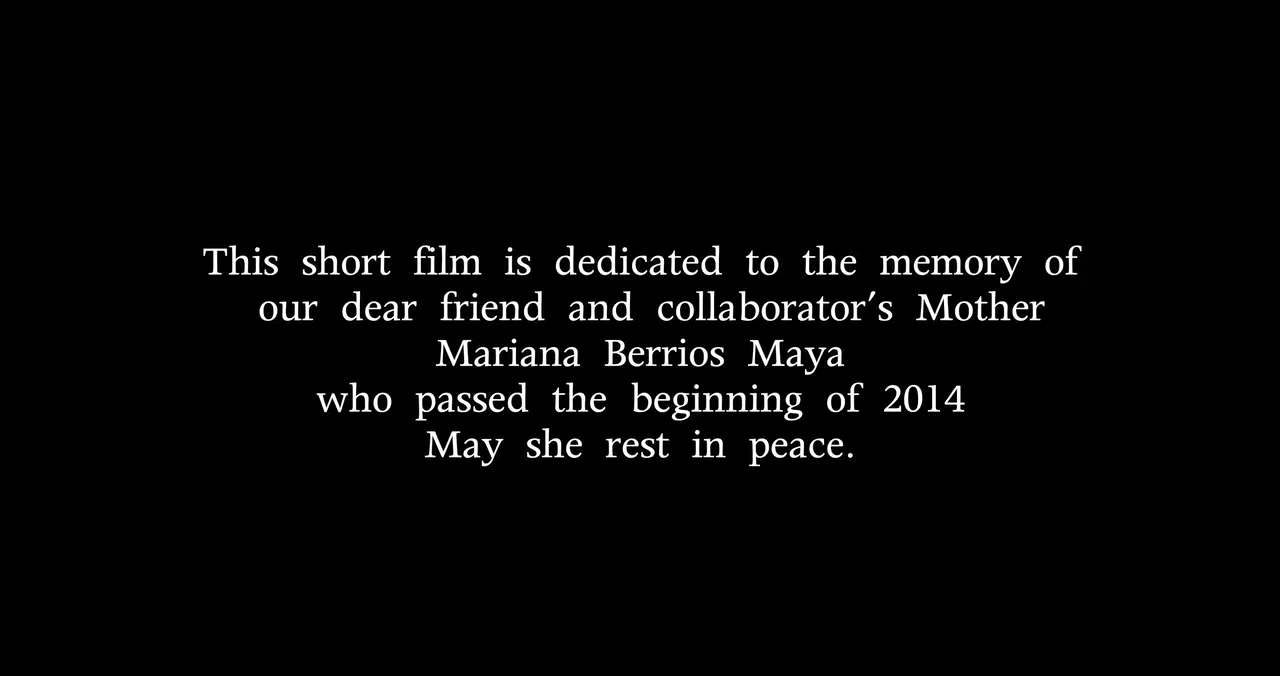 This short film is dedicated to the memory of
our dear friend and collaborator's Mother
Mariana Berrios Maya
who passed the beginning of 2014
May she rest in peace.